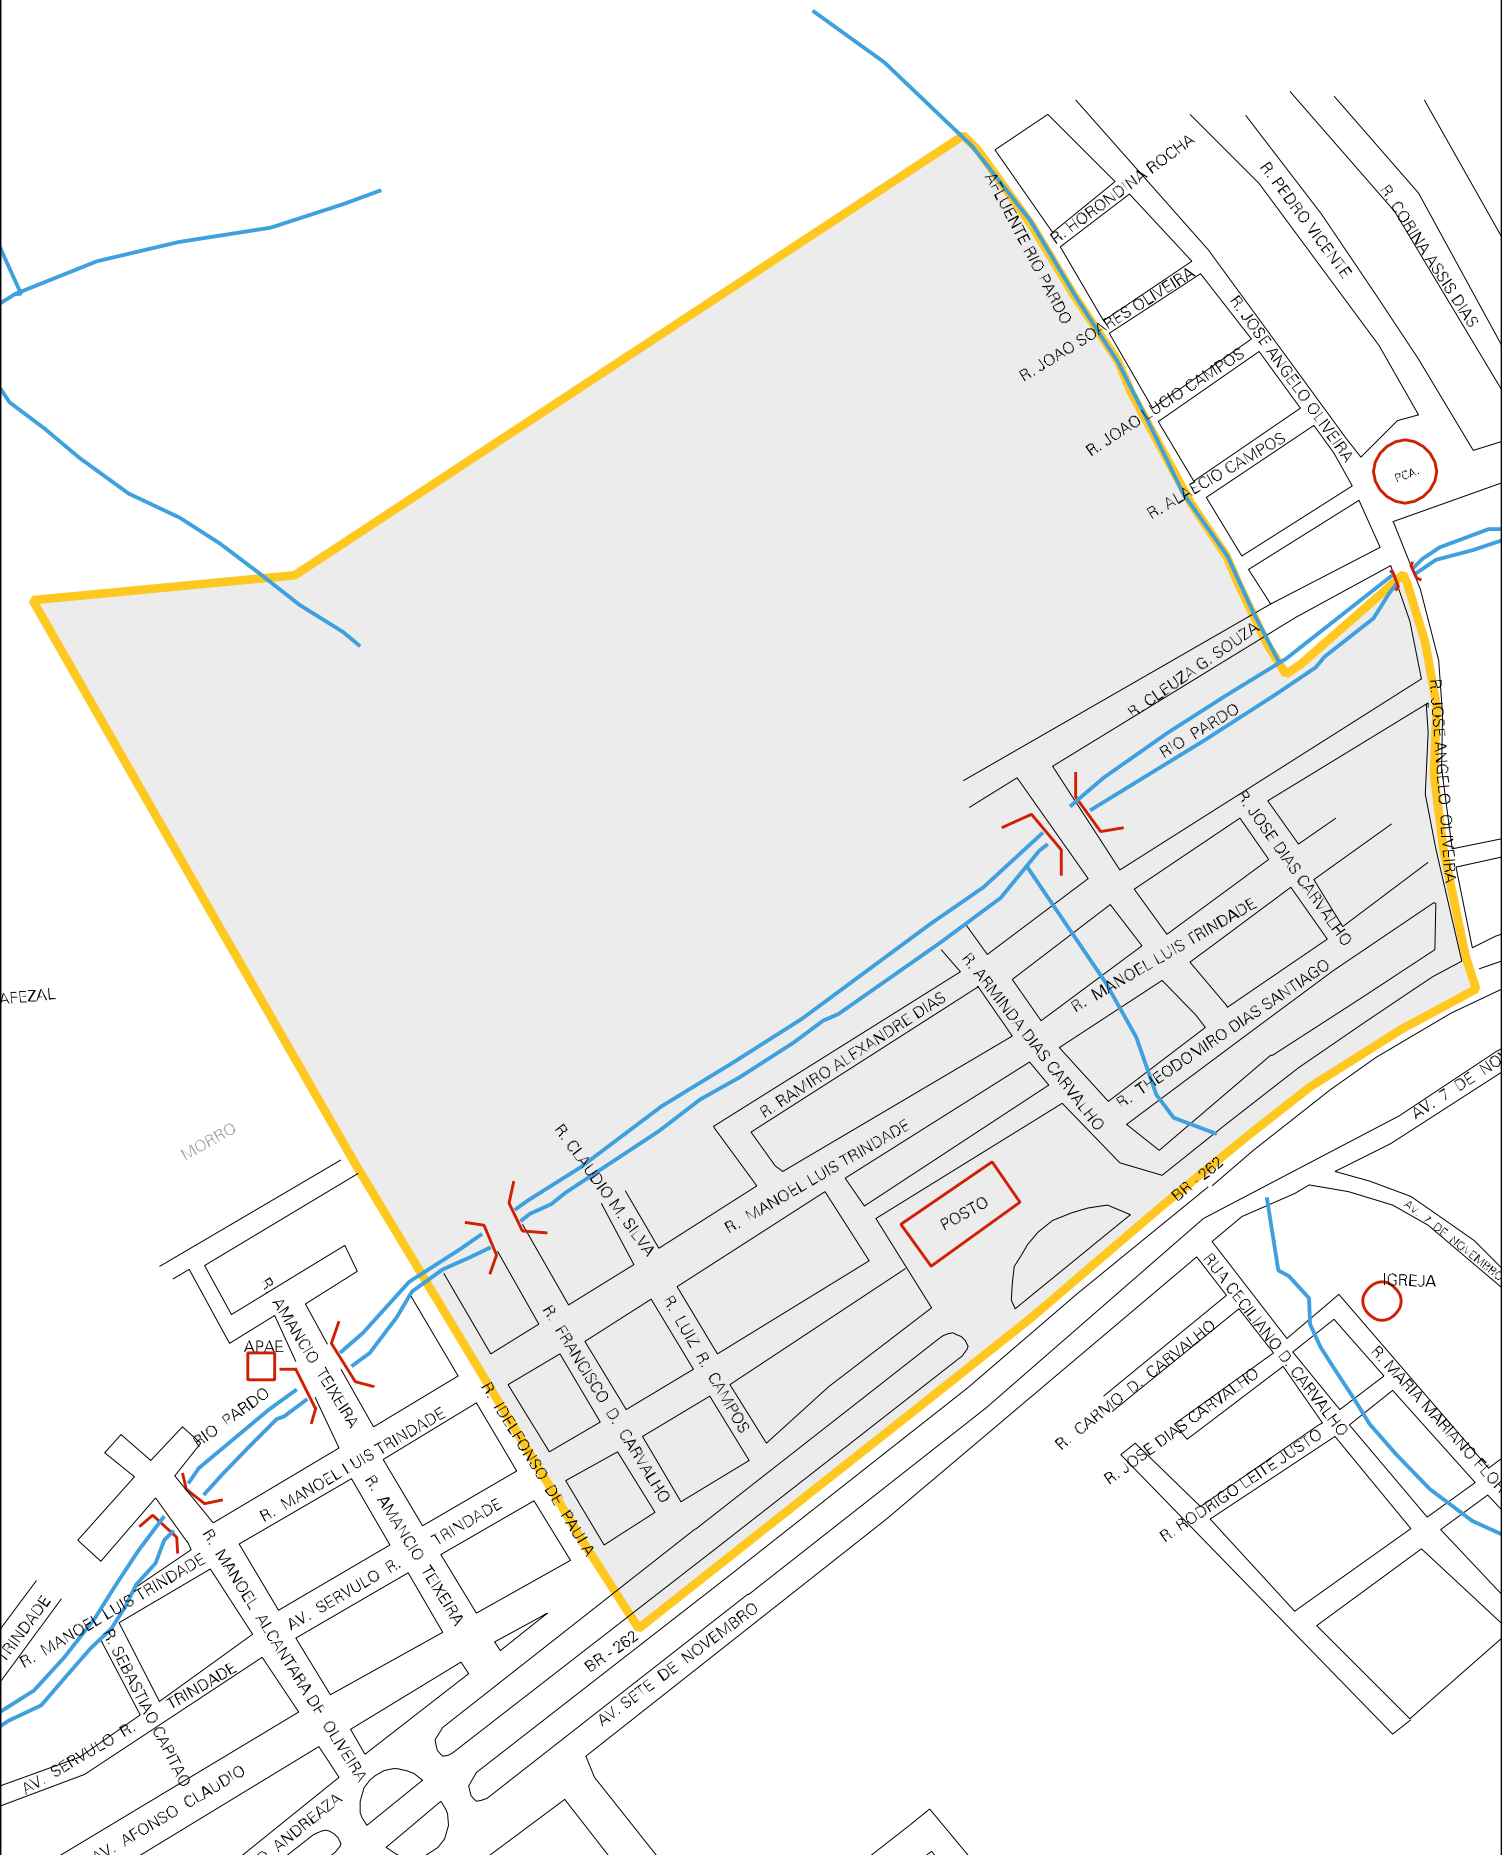 R. HORONDINA ROCHA
R. PEDRO VICENTE
R. CORINA ASSIS DIAS
AFLUENTE RIO PARDO
R. JOAO SOARES OLIVEIRA
R. JOSE ANGELO OLIVEIRA
R. JOAO LUCIO CAMPOS
R. ALAECIO CAMPOS
PCA.
R. CLEUZA G. SOUZA
RIO PARDO
R. JOSE ANGELO OLIVEIRA
R. JOSE DIAS CARVALHO
R. MANOEL LUIS TRINDADE
R. ARMINDA DIAS CARVALHO
R. THEODOMIRO DIAS SANTIAGO
AFEZAL
R. RAMIRO ALEXANDRE DIAS
AV. 7 DE NO
MORRO
R. CLAUDIO M. SILVA
R. MANOEL LUIS TRINDADE
BR - 262
POSTO
AV. 7 DE NOVEMBRO
IGREJA
RUA CECILIANO D. CARVALHO
R. AMANCIO TEIXEIRA
APAE
R. FRANCISCO D. CARVALHO
R. LUIZ R. CAMPOS
R. CARMO D. CARVALHO
R. MARIA MARIANO FLOR
R. JOSE DIAS CARVALHO
RIO PARDO
R. IDELFONSO DE PAULA
R. MANOEL LUIS TRINDADE
R. RODRIGO LEITE JUSTO
R. AMANCIO TEIXEIRA
AV. SERVULO R. TRINDADE
R. MANOEL ALCANTARA DE OLIVEIRA
R. MANOEL LUIS TRINDADE
TRINDADE
R. SEBASTIAO CAPITAO
BR - 262
AV. SETE DE NOVEMBRO
AV. SERVULO R. TRINDADE
AV. AFONSO CLAUDIO
ANDREAZA